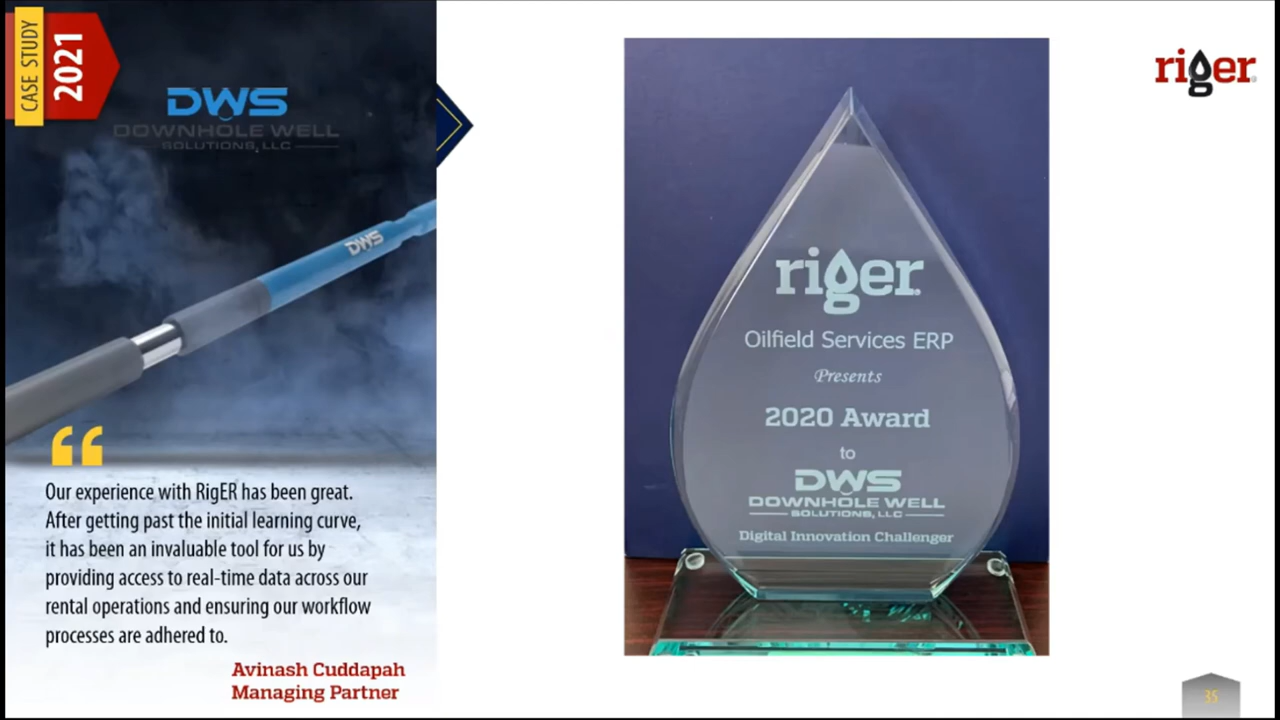 CASE STUDY
2021
DWS
DOWNHOLE WELL
SOLUTIONS, LLC
DWS
Our experience with RigER has been great.
After getting past the initial learning curve,
it has been an invaluable tool for us by
providing access to real-time data across our
rental operations and ensuring our workflow
processes are adhered to.
Avinash Cuddapah
Managing Partner
riger
Oilfield Services ERP
Presents
2020 Award
to
DWS
DOWNHOLE WELL
SOLUTIONS, LLC
Digital Innovation Challenger
riger®
35